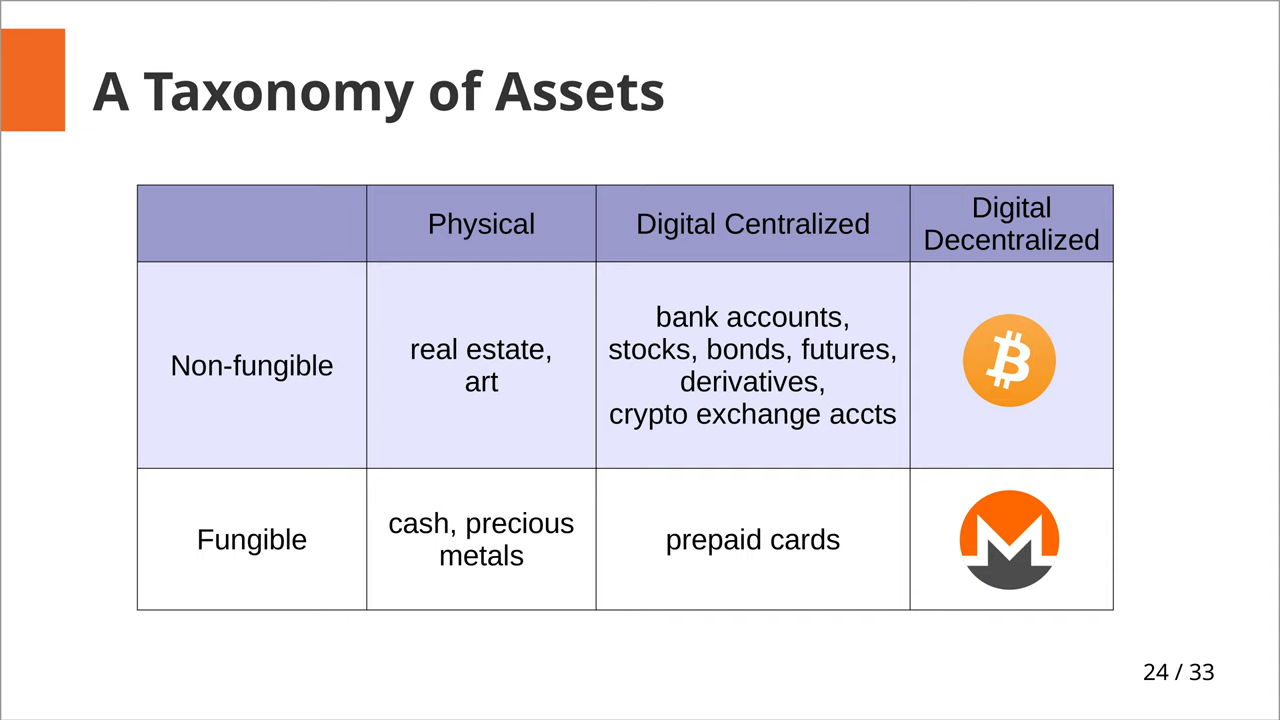 A Taxonomy of Assets
Physical
Digital Centralized
Digital
Decentralized
Non-fungible
real estate,
art
bank accounts,
stocks, bonds, futures,
derivatives,
crypto exchange accts
Fungible
cash, precious
metals
prepaid cards
24 / 33